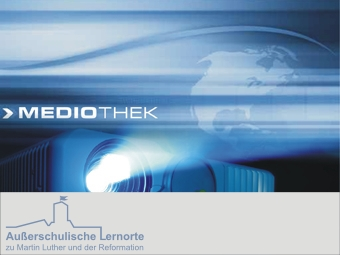 MEDIOTHEK
Außerschulische Lernorte
zu Martin Luther und der Reformation